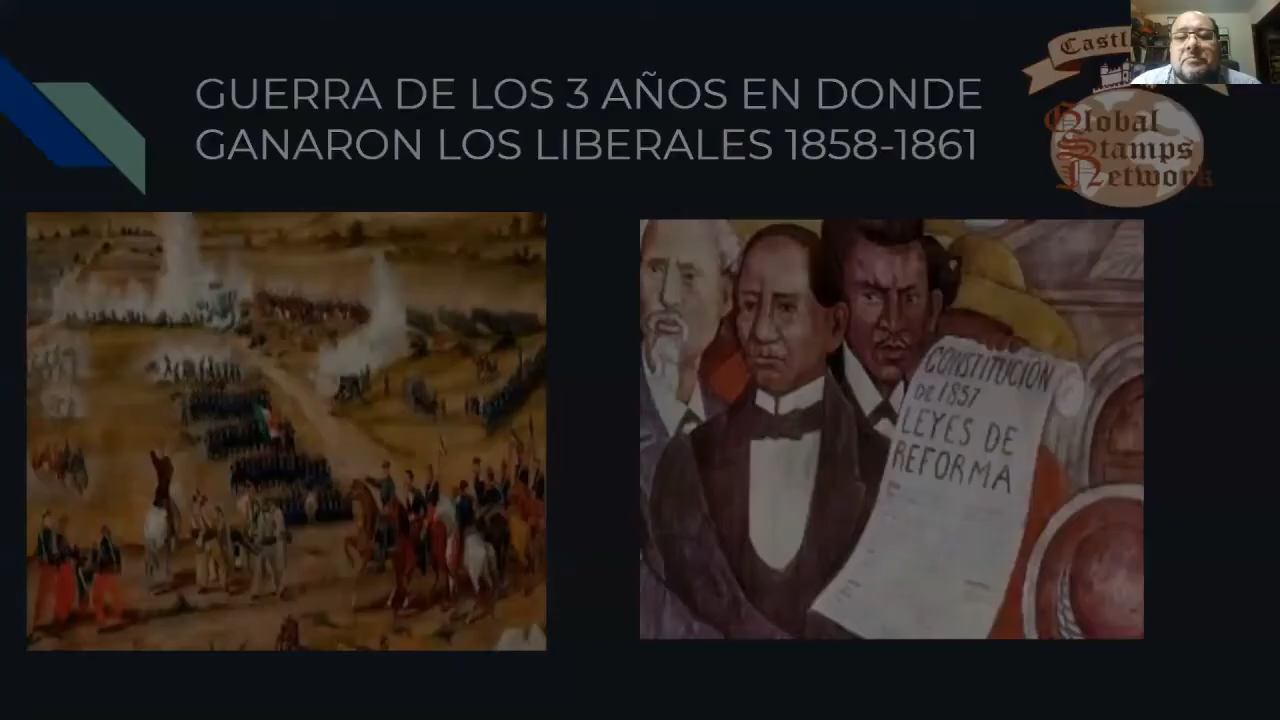 GUERRA DE LOS 3 AÑOS EN DONDE
GANARON LOS LIBERALES 1858-1861
Global
Stamps
Network
CONSTITUCIÓN
DE 1857
LEYES DE
REFORMA